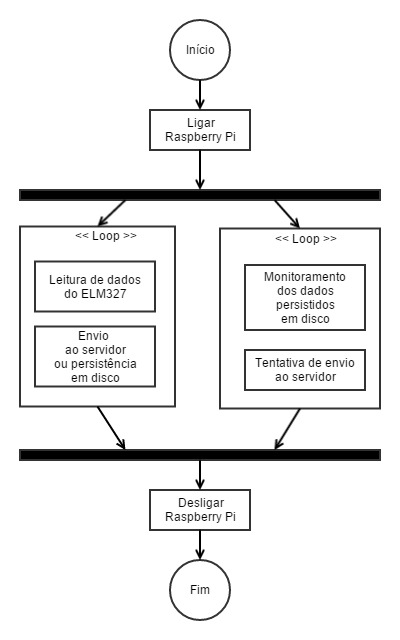 Início
Ligar
Raspberry Pi
<< Loop >>
Leitura de dados
do ELM327
Envio
ao servidor
ou persistência
em disco
<< Loop >>
Monitoramento
dos dados
persistidos
em disco
Tentativa de envio
ao servidor
Desligar
Raspberry Pi
Fim